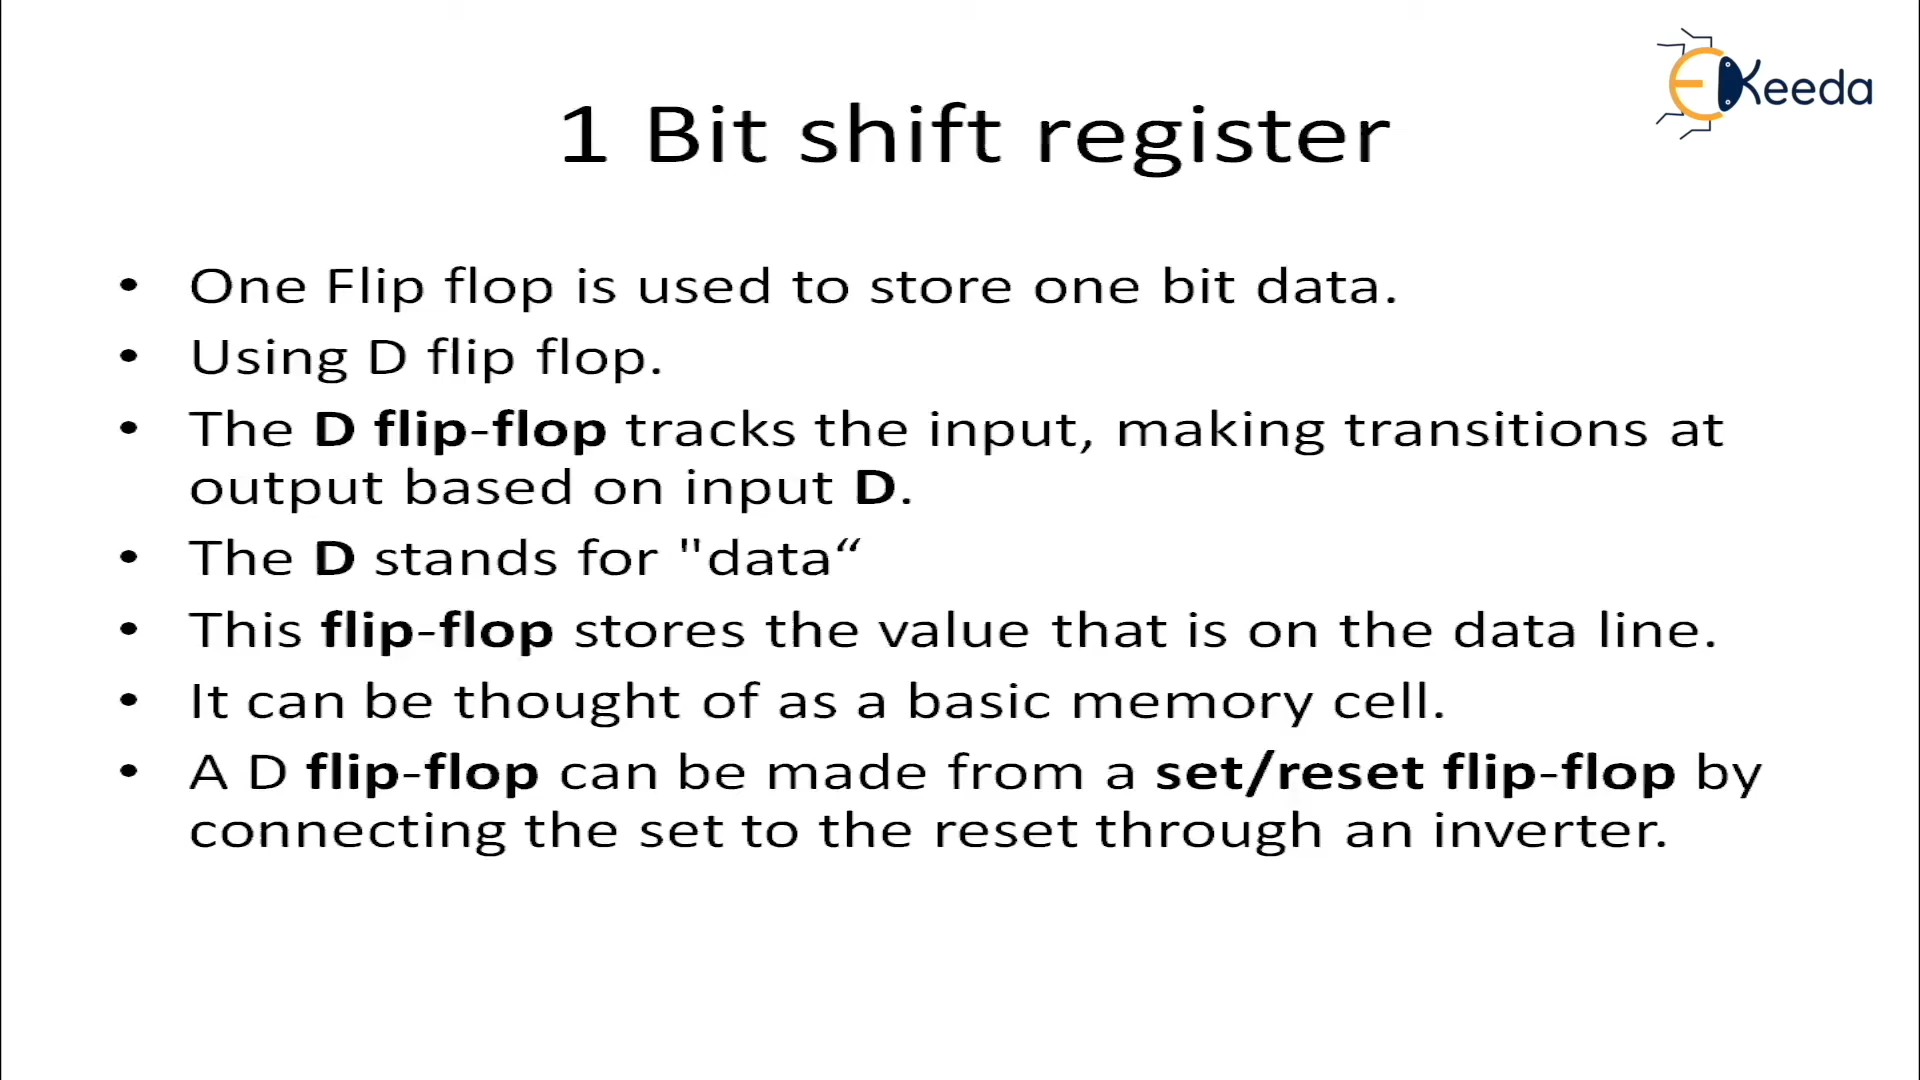 EKeeda
1 Bit shift register
• One Flip flop is used to store one bit data.
• Using D flip flop.
• The D flip-flop tracks the input, making transitions at
output based on input D.
• The D stands for "data“
• This flip-flop stores the value that is on the data line.
• It can be thought of as a basic memory cell.
• A D flip-flop can be made from a set/reset flip-flop by
connecting the set to the reset through an inverter.